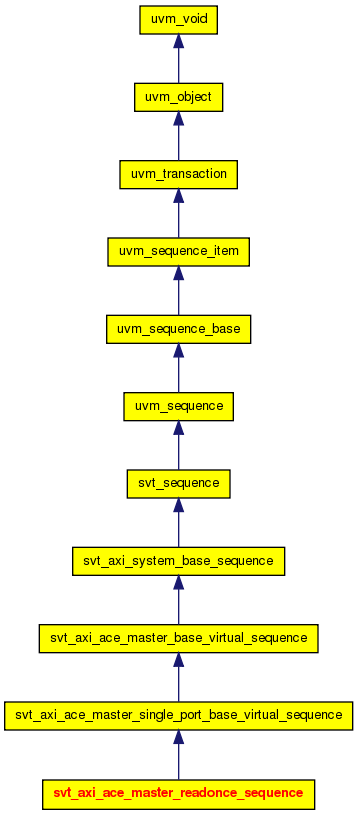 uvm_void
uvm_object
uvm_transaction
uvm_sequence_item
uvm_sequence_base
uvm_sequence
svt_sequence
svt_axi_system_base_sequence
svt_axi_ace_master_base_virtual_sequence
svt_axi_ace_master_single_port_base_virtual_sequence
svt_axi_ace_master_readonce_sequence